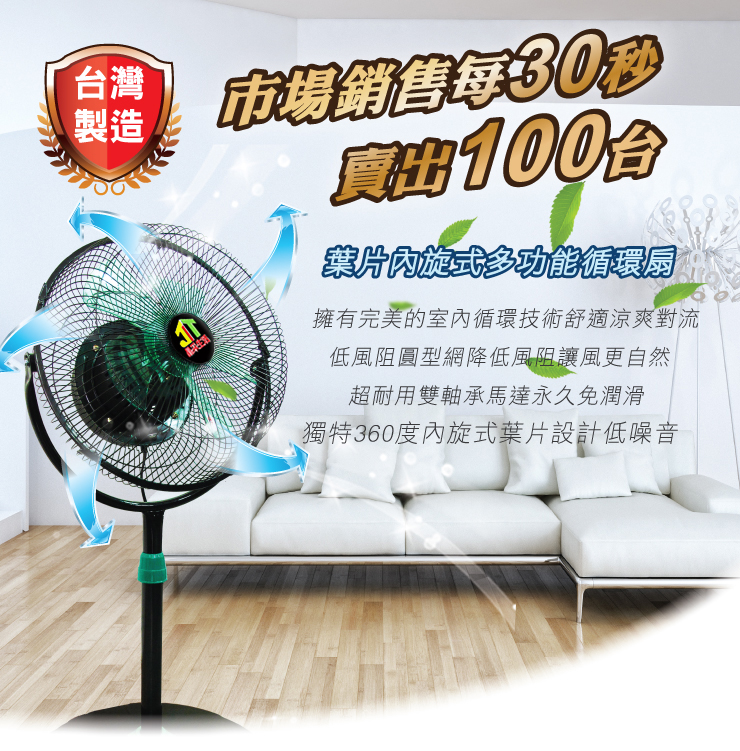 台灣
製造
市場銷售每30秒
賣出100台
葉片內旋式多功能循環扇
擁有完美的室內循環技術舒適涼爽對流
低風阻圓型網降低風阻讓風更自然
超耐用雙軸承馬達永久免潤滑
獨特360度內旋式葉片設計低噪音
JT